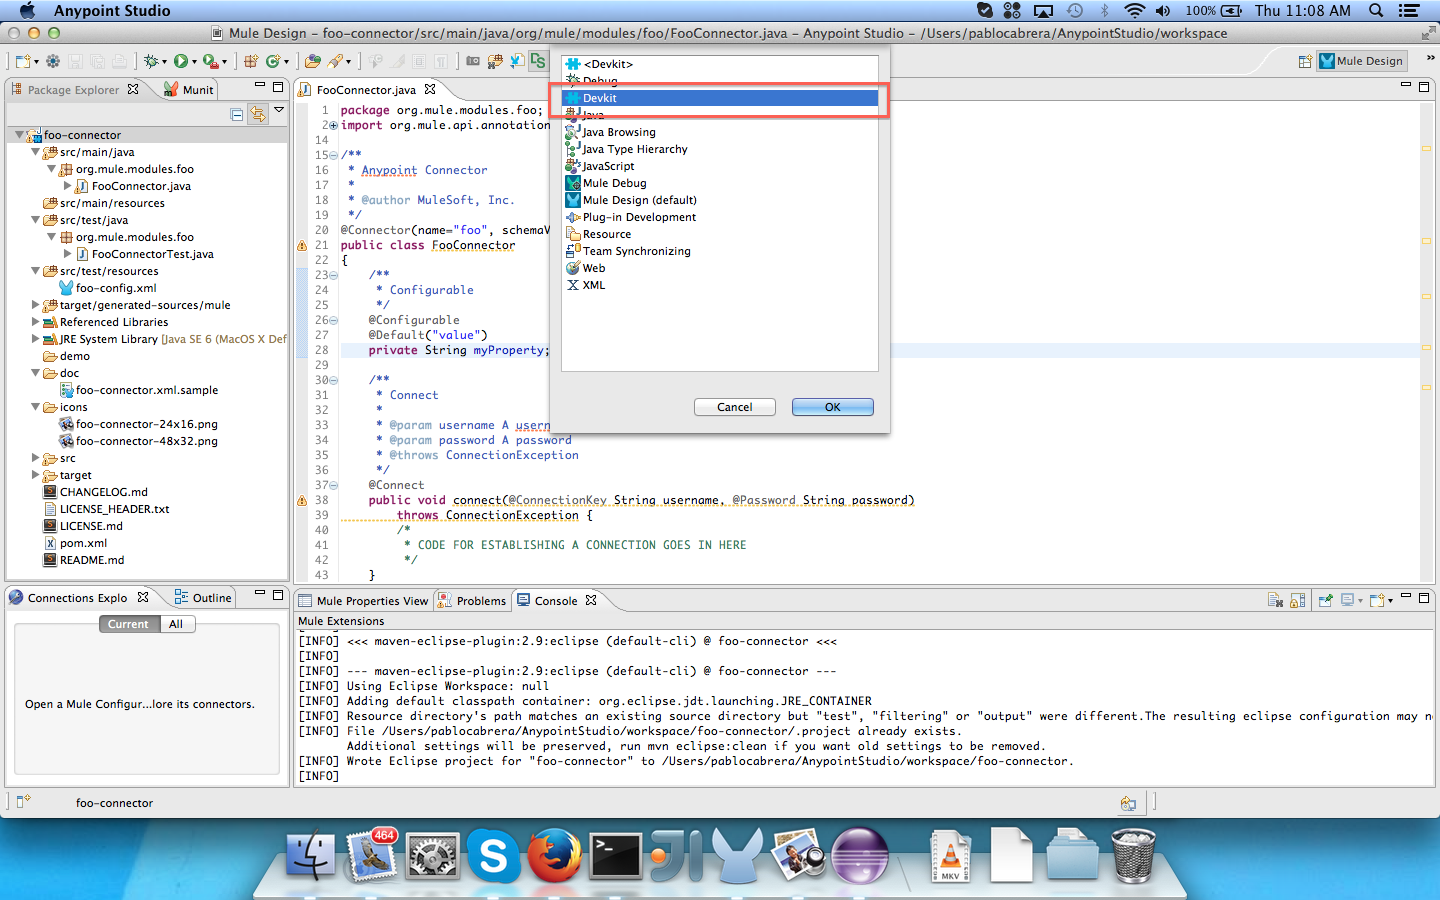 Anypoint Studio
100%
Thu 11:08 AM
Mule Design – foo-connector/src/main/java/org/mule/modules/foo/FooConnector.java – Anypoint Studio – /Users/pablocabrera/AnypointStudio/workspace
Mule Design
»
Package Explorer
Munit
foo-connector
src/main/java
org.mule.modules.foo
FooConnector.java
src/main/resources
src/test/java
org.mule.modules.foo
FooConnectorTest.java
src/test/resources
foo-config.xml
target/generated-sources/mule
Referenced Libraries
JRE System Library [Java SE 6 (MacOS X Def
demo
doc
foo-connector.xml.sample
icons
foo-connector-24x16.png
foo-connector-48x32.png
src
target
CHANGELOG.md
LICENSE_HEADER.txt
LICENSE.md
pom.xml
README.md
FooConnector.java
1 package org.mule.modules.foo;
2 import org.mule.api.annotation
14
15 /**
16 * Anypoint Connector
17 *
18 * @author MuleSoft, Inc.
19 */
20 @Connector(name="foo", schemaV
21 public class FooConnector
22 {
23 /**
24 * Configurable
25 */
26 @Configurable
27 @Default("value")
28 private String myProperty;
29
30 /**
31 * Connect
32 *
33 * @param username A usern
34 * @param password A password
35 * @throws ConnectionException
36 */
37 @Connect
38 public void connect(@ConnectionKey String username, @Password String password)
39 throws ConnectionException {
40 /*
41 * CODE FOR ESTABLISHING A CONNECTION GOES IN HERE
42 */
43 }
<Devkit>
Debug
Devkit
Java
Java Browsing
Java Type Hierarchy
JavaScript
Mule Debug
Mule Design (default)
Plug-in Development
Resource
Team Synchronizing
Web
XML
Cancel
OK
Connections Explo
Outline
Current
All
Open a Mule Configur...lore its connectors.
Mule Properties View
Problems
Console
Mule Extensions
[INFO] <<< maven-eclipse-plugin:2.9:eclipse (default-cli) @ foo-connector <<<
[INFO]
[INFO] --- maven-eclipse-plugin:2.9:eclipse (default-cli) @ foo-connector ---
[INFO] Using Eclipse Workspace: null
[INFO] Adding default classpath container: org.eclipse.jdt.launching.JRE_CONTAINER
[INFO] Resource directory's path matches an existing source directory but "test", "filtering" or "output" were different.The resulting eclipse configuration may n
[INFO] File /Users/pablocabrera/AnypointStudio/workspace/foo-connector/.project already exists.
Additional settings will be preserved, run mvn eclipse:clean if you want old settings to be removed.
[INFO] Wrote Eclipse project for "foo-connector" to /Users/pablocabrera/AnypointStudio/workspace/foo-connector.
[INFO]
foo-connector
464
MKV